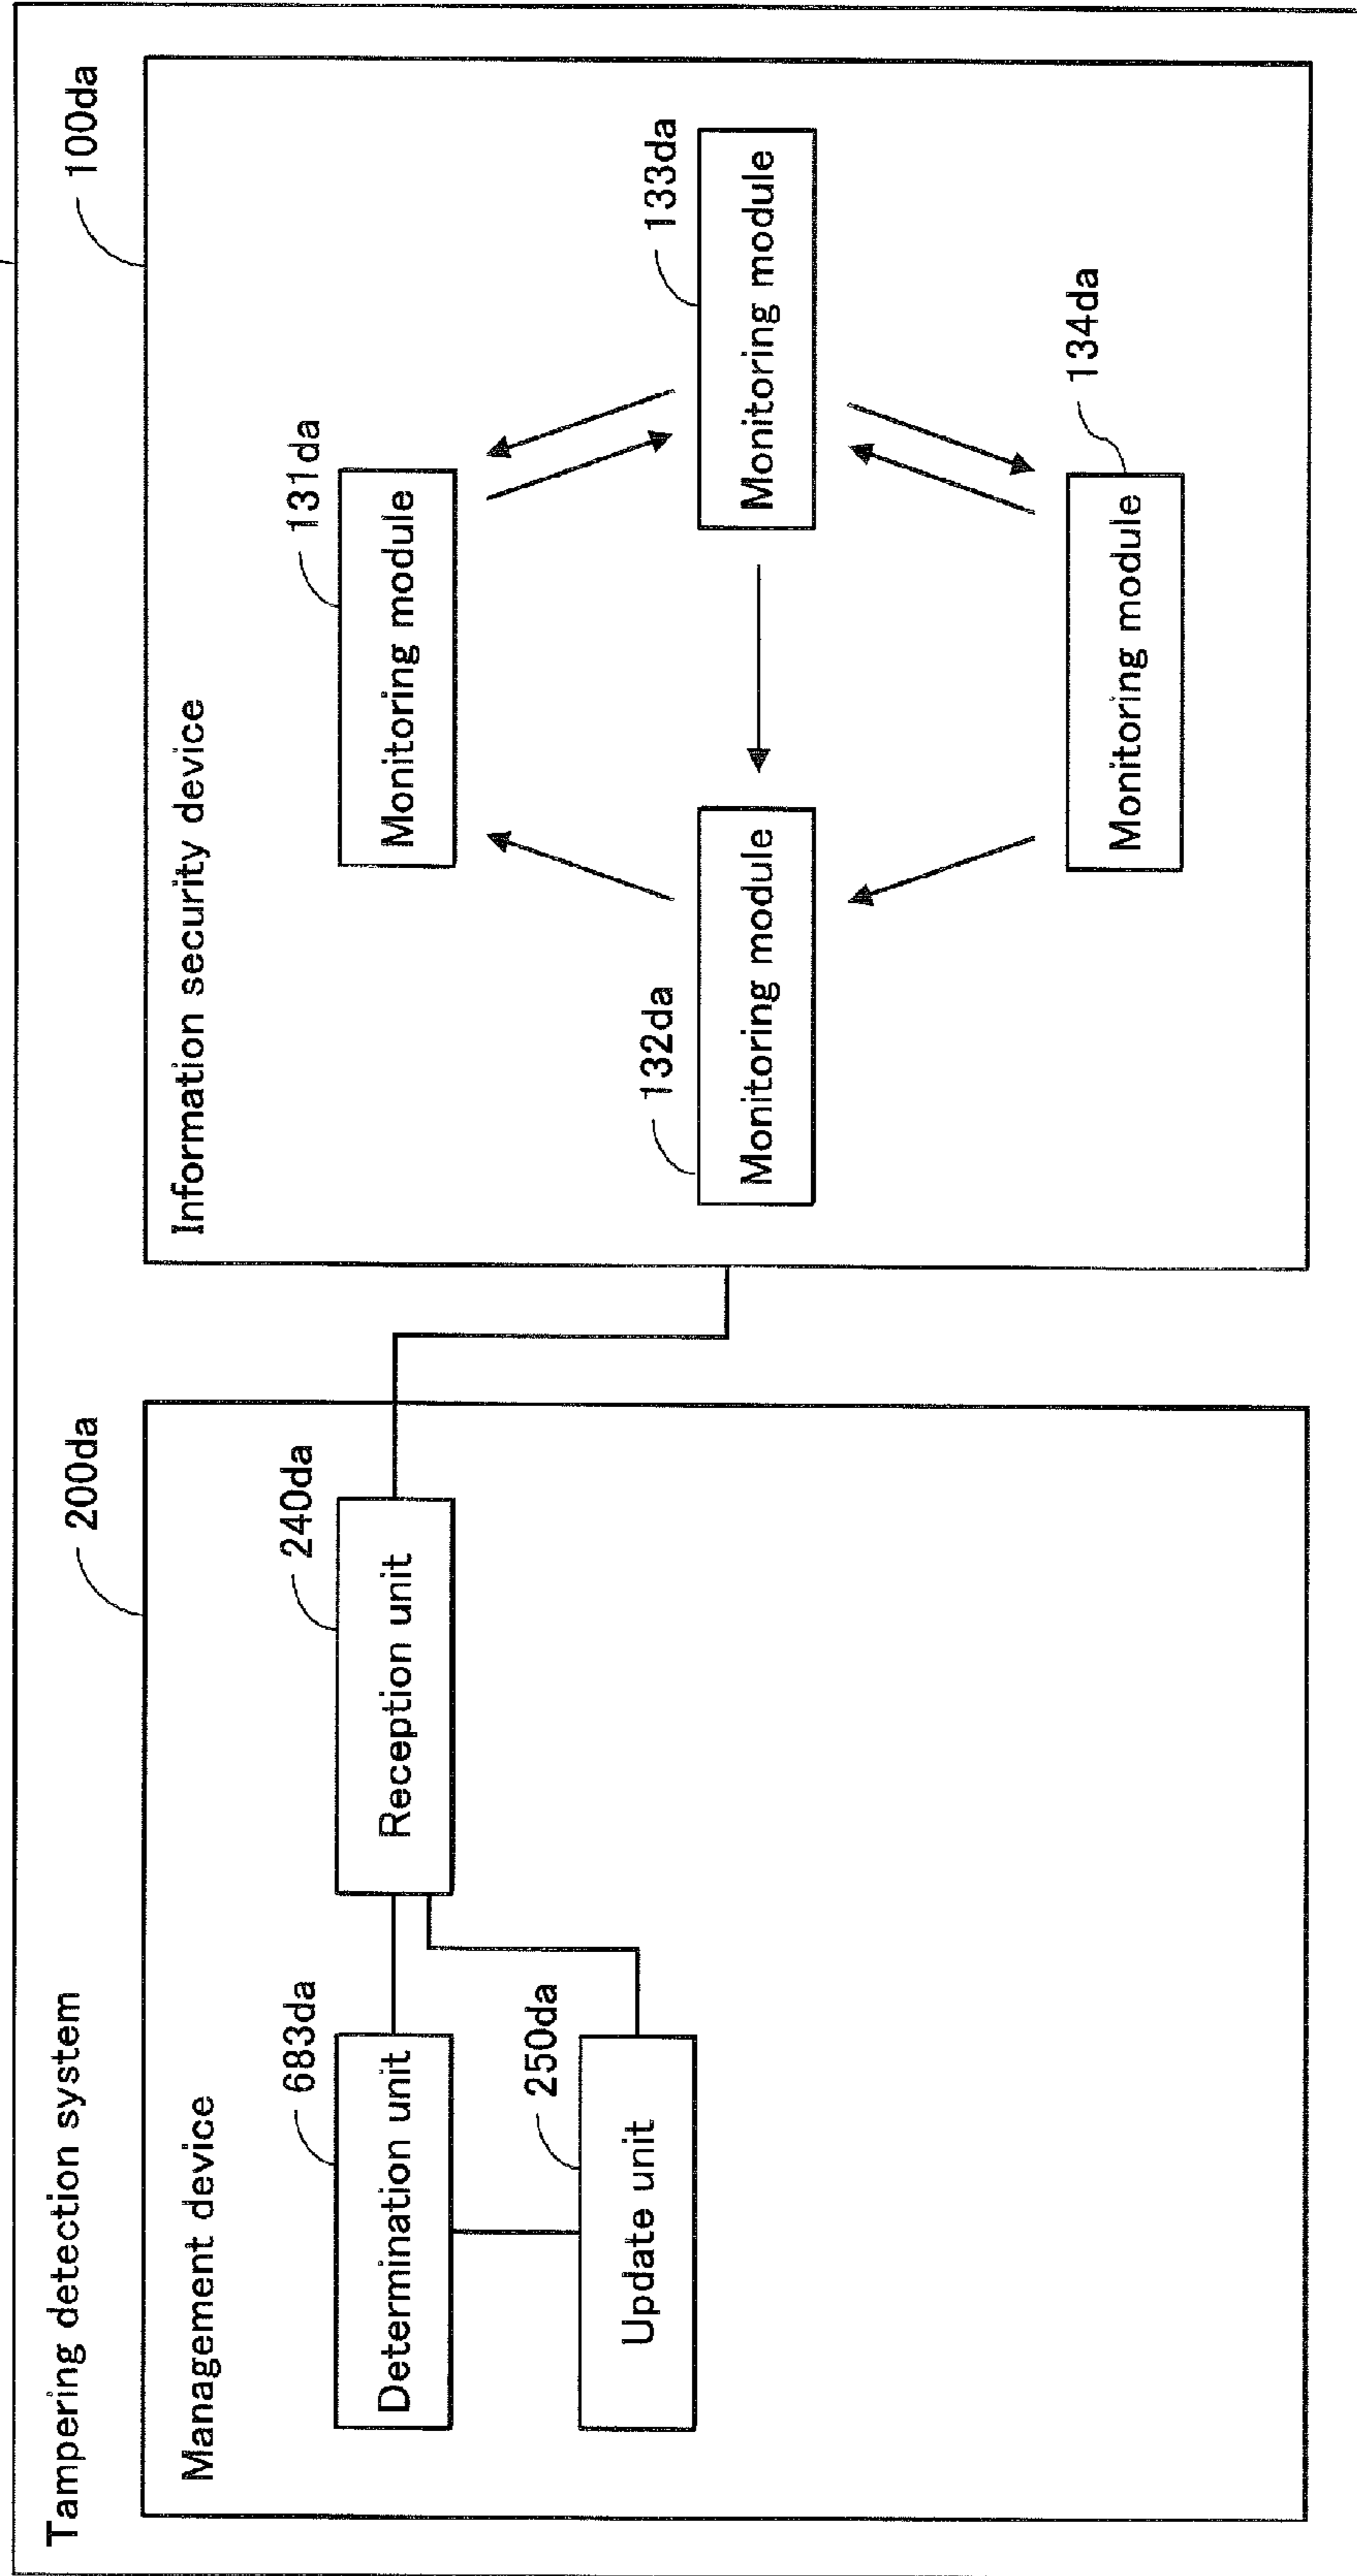 Tampering detection system
200da
100da
Management device
Information security device
683da
240da
131da
Determination unit
Reception unit
Monitoring module
250da
132da
133da
Update unit
Monitoring module
Monitoring module
134da
Monitoring module